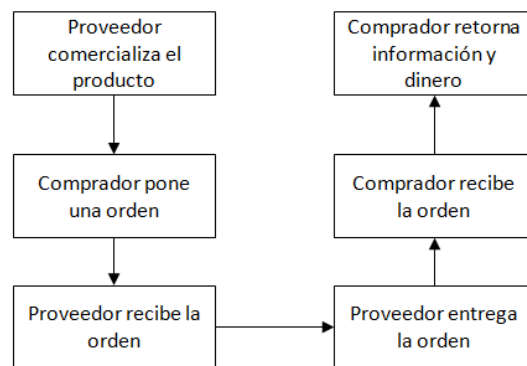 Proveedor
comercializa el
producto
Comprador pone
una orden
Proveedor recibe la
orden
Proveedor entrega
la orden
Comprador recibe
la orden
Comprador retorna
información y
dinero